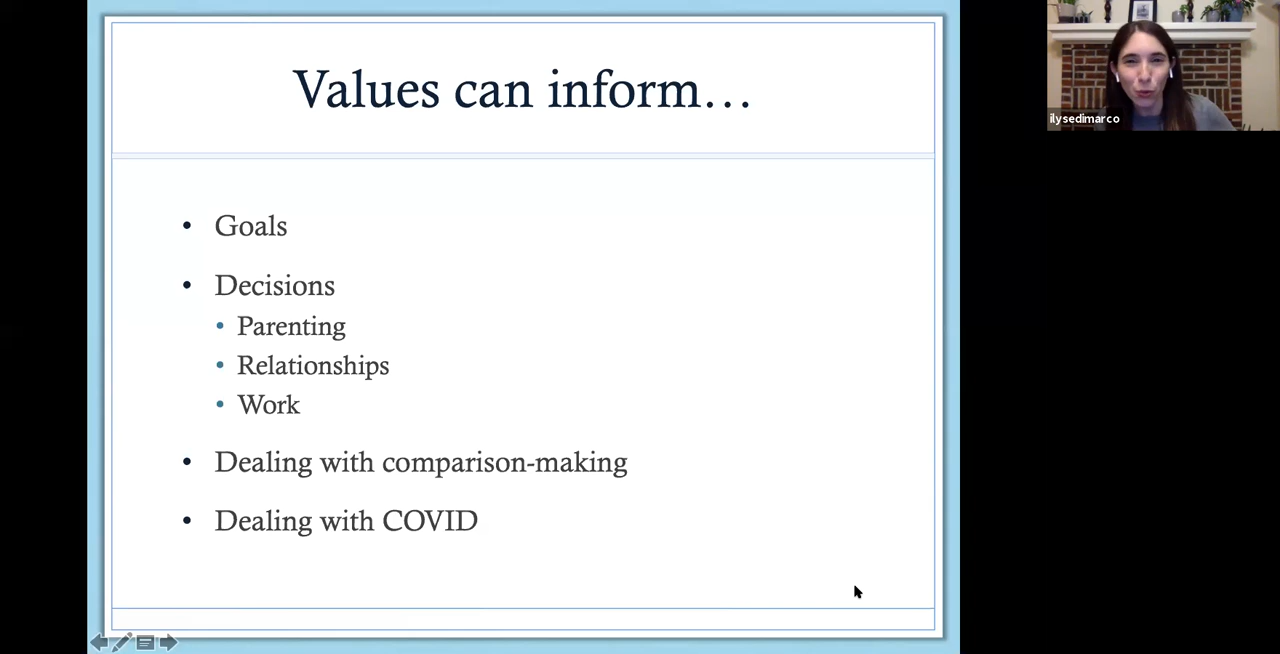 Values can inform…
• Goals
• Decisions
• Parenting
• Relationships
• Work
• Dealing with comparison-making
• Dealing with COVID
ilysedimarco